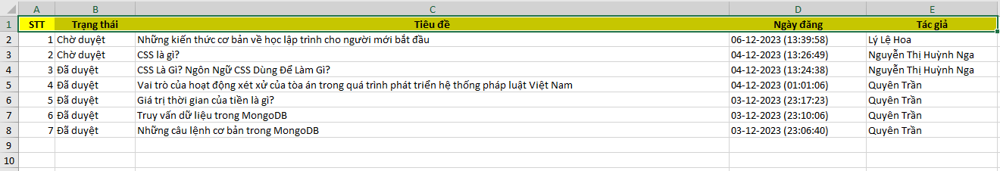 A B C D E
1 STT Trạng thái Tiêu đề Ngày đăng Tác giả
2 1 Chờ duyệt Những kiến thức cơ bản về học lập trình cho người mới bắt đầu 06-12-2023 (13:39:58) Lý Lệ Hoa
3 2 Chờ duyệt CSS là gì? 04-12-2023 (13:26:49) Nguyễn Thị Huỳnh Nga
4 3 Đã duyệt CSS Là Gì? Ngôn Ngữ CSS Dùng Để Làm Gì? 04-12-2023 (13:24:38) Nguyễn Thị Huỳnh Nga
5 4 Đã duyệt Vai trò của hoạt động xét xử của tòa án trong quá trình phát triển hệ thống pháp luật Việt Nam 04-12-2023 (01:01:06) Quyên Trần
6 5 Đã duyệt Giá trị thời gian của tiền là gì? 03-12-2023 (23:17:23) Quyên Trần
7 6 Đã duyệt Truy vấn dữ liệu trong MongoDB 03-12-2023 (23:10:06) Quyên Trần
8 7 Đã duyệt Những câu lệnh cơ bản trong MongoDB 03-12-2023 (23:06:40) Quyên Trần
9
10